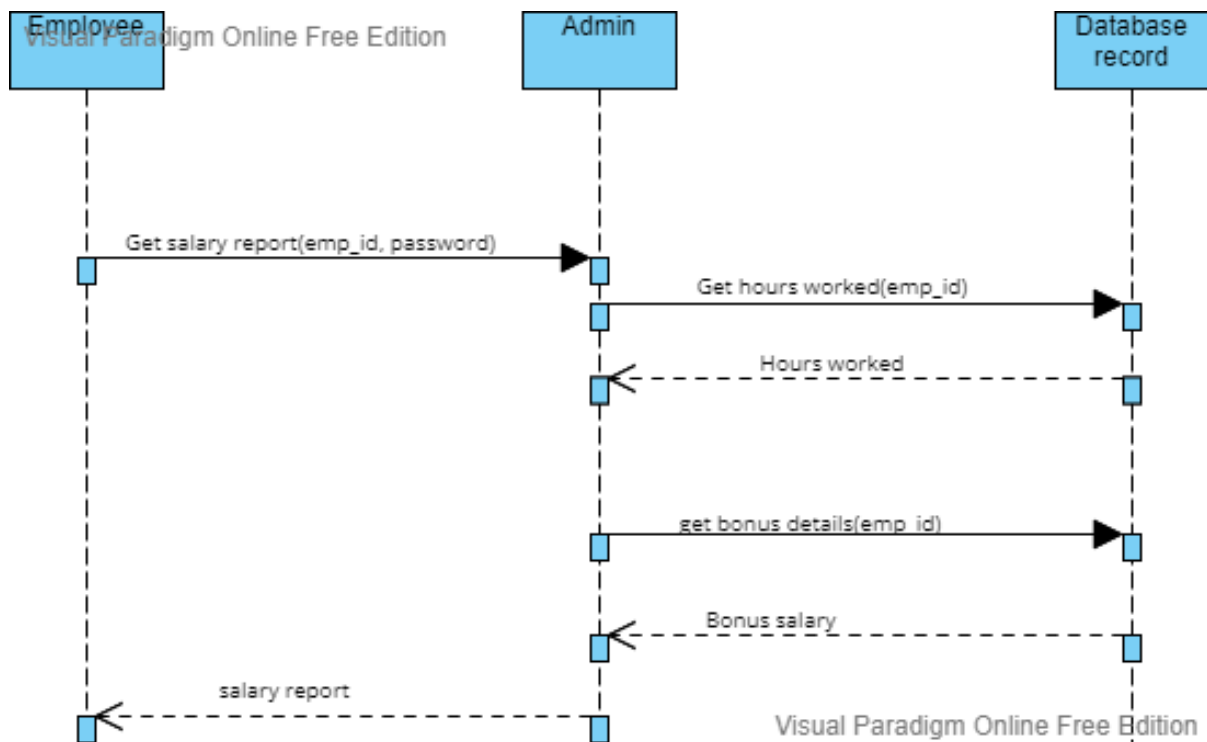 Employee
Visual Paradigm Online Free Edition
Admin
Database
record
Get salary report(emp_id, password)
Get hours worked(emp_id)
Hours worked
get bonus details(emp_id)
Bonus salary
salary report
Visual Paradigm Online Free Edition